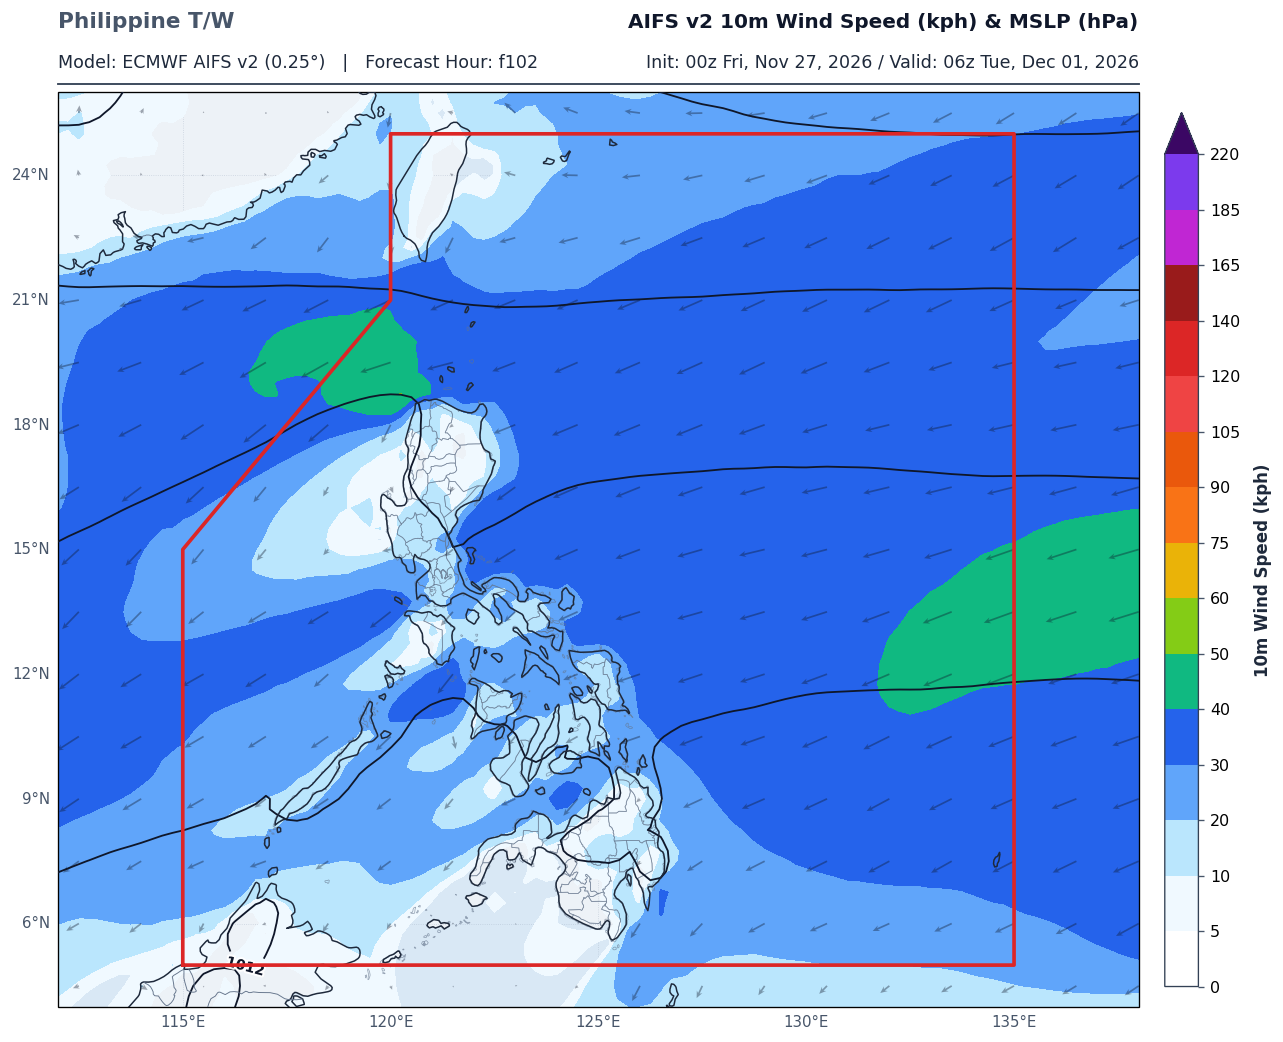 Philippine T/W
AIFS v2 10m Wind Speed (kph) & MSLP (hPa)
Model: ECMWF AIFS v2 (0.25°) | Forecast Hour: f102
Init: 00z Fri, Nov 27, 2026 / Valid: 06z Tue, Dec 01, 2026
24°N
21°N
18°N
15°N
12°N
9°N
6°N
1012
115°E
120°E
125°E
130°E
135°E
220
185
165
140
120
105
90
75
60
50
40
30
20
10
5
0
10m Wind Speed (kph)